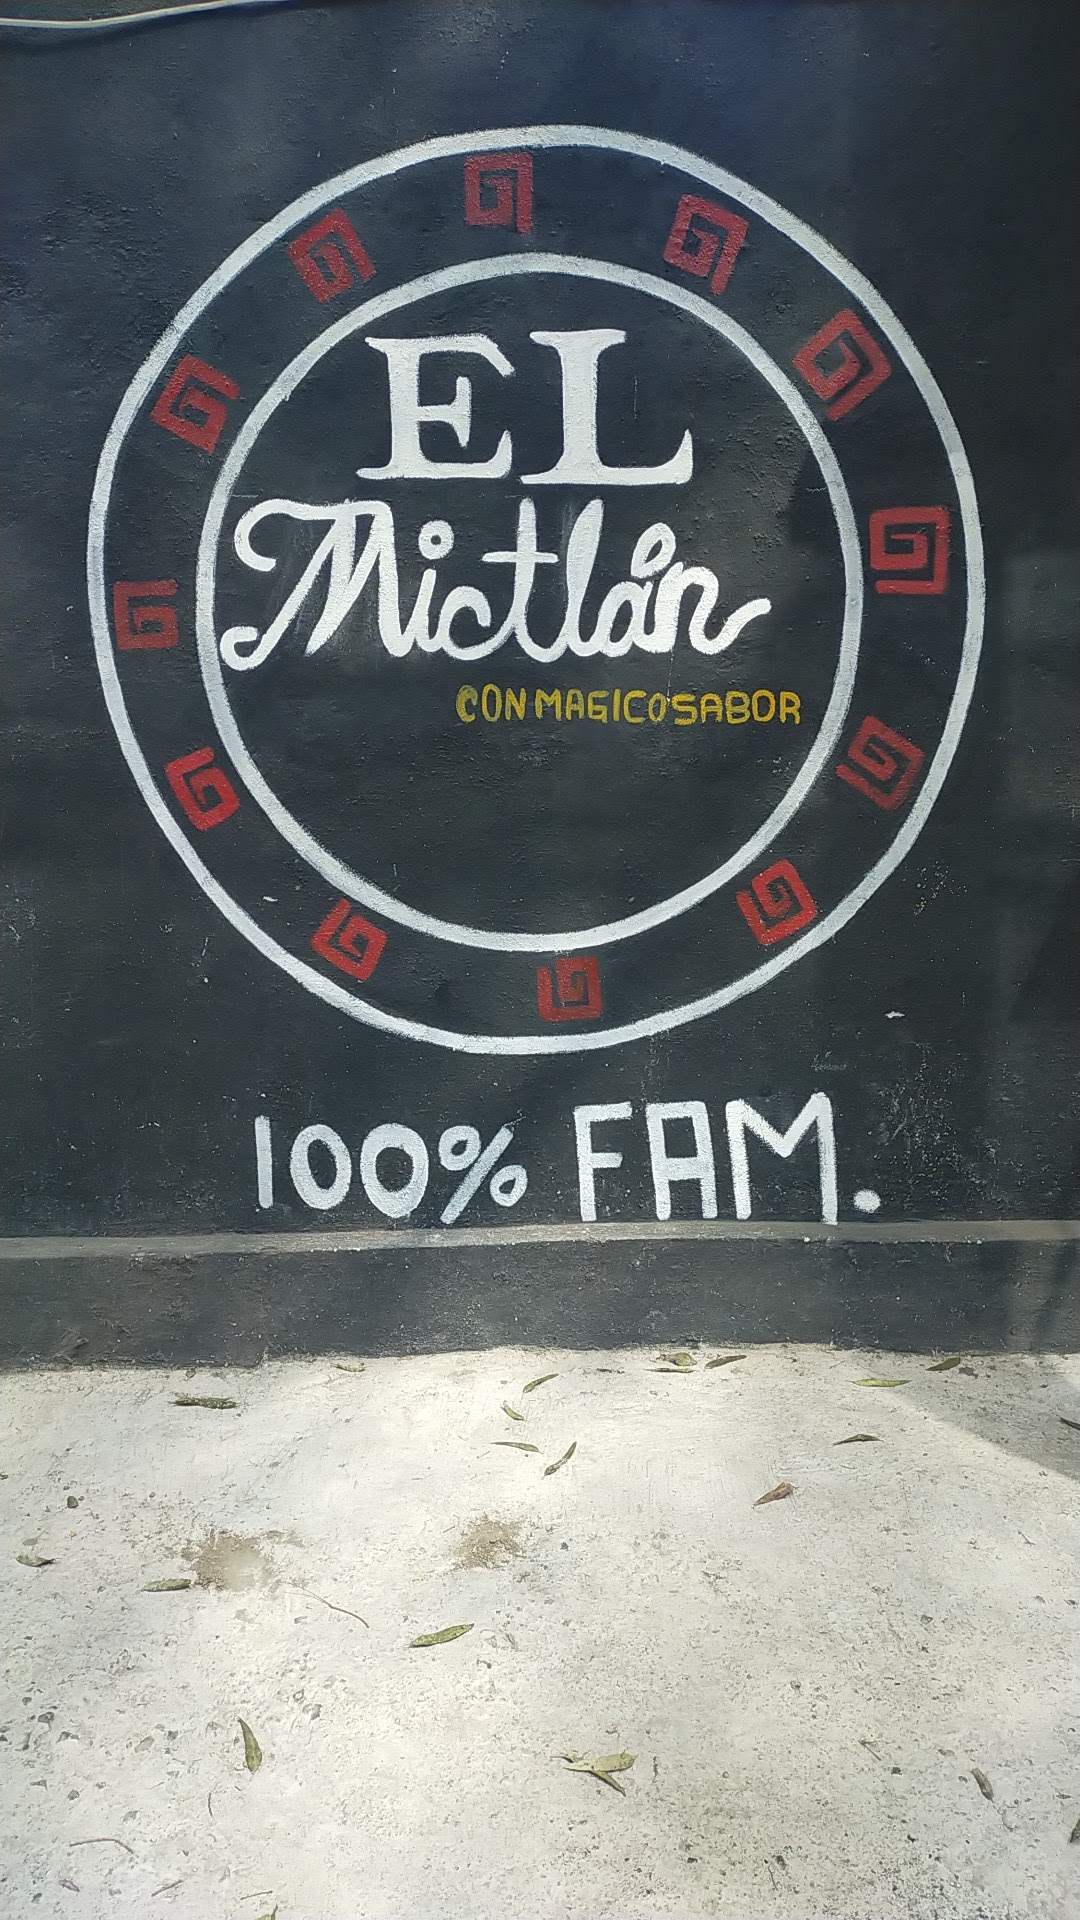 EL
Mictlán
CON MAGICO SABOR
100% FAM.